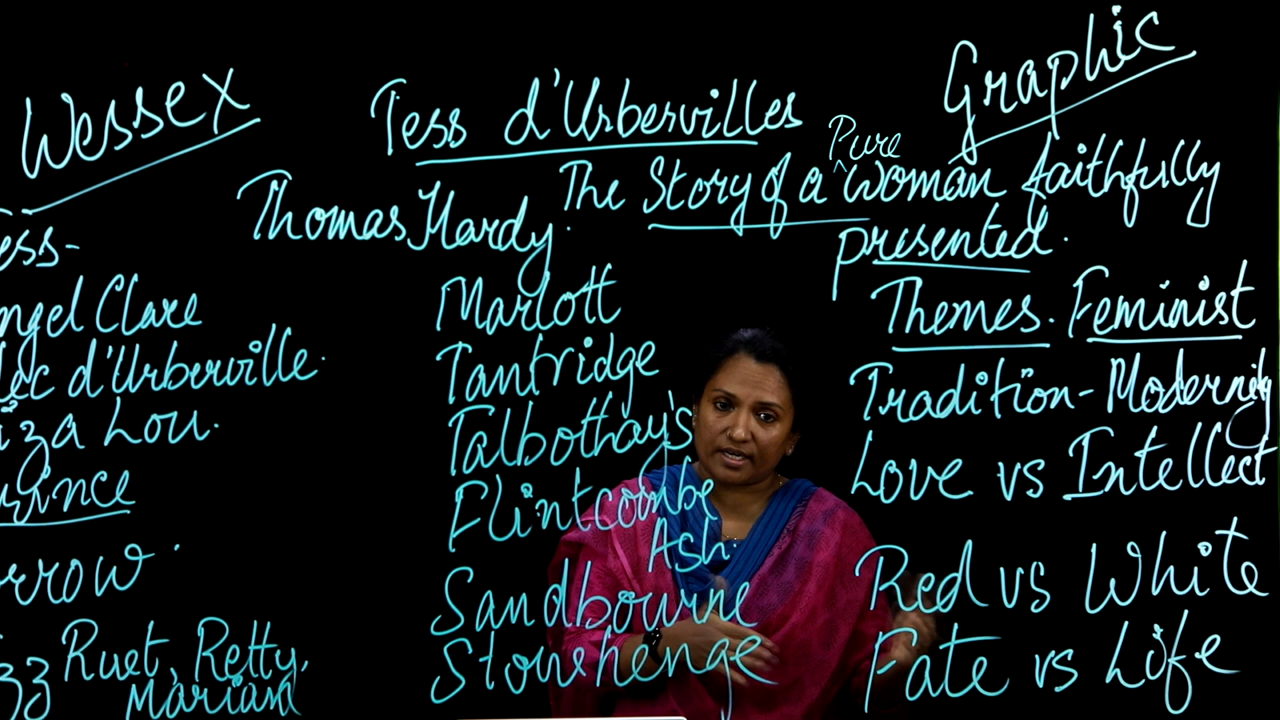 Wessex
Tess d'Urbervilles
Graphic
The Story of a Pure Woman faithfully
presented.
Thomas Hardy.
ess-
ngel Clare
lec d'Urberville.
iza Lou.
Prince
rrow.
zz Ruet, Retty,
Marian
Marlott
Tantridge
Talbothay's
Flintcombe
Ash
Sandbourne
Stonehenge
Themes. Feminist
Tradition-Modernity
Love vs Intellect
Red vs White
Fate vs Life